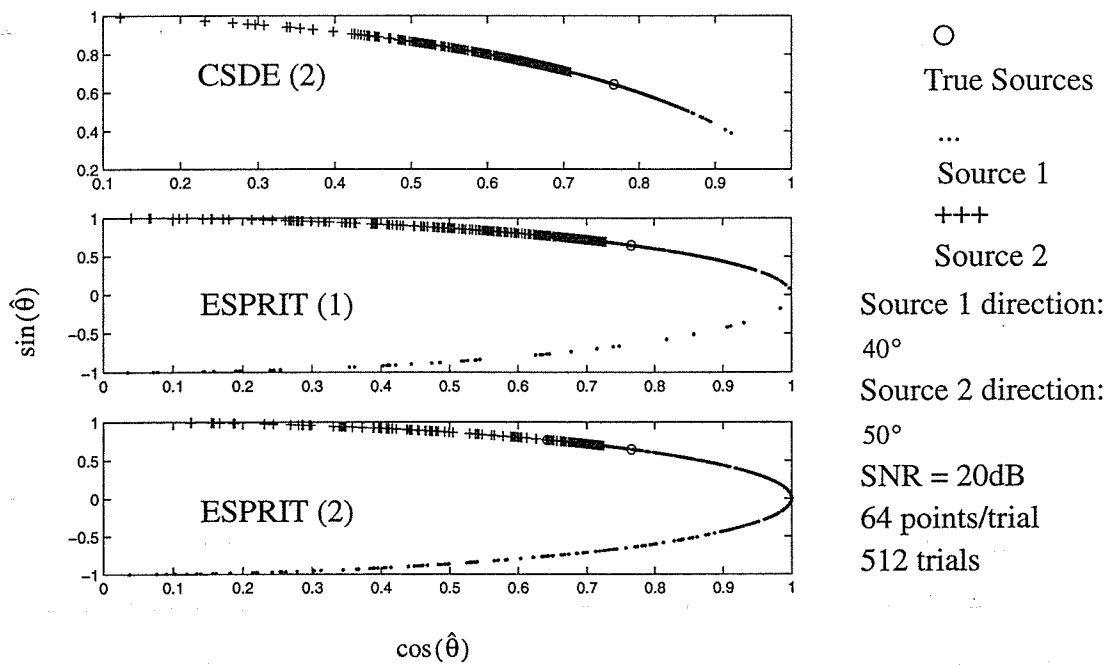 1
0.8
0.6
0.4
0.2
CSDE (2)
0.1 0.2 0.3 0.4 0.5 0.6 0.7 0.8 0.9 1
1
0.5
0
−0.5
−1
ESPRIT (1)
0 0.1 0.2 0.3 0.4 0.5 0.6 0.7 0.8 0.9 1
sin(θ̂)
1
0.5
0
−0.5
−1
ESPRIT (2)
0 0.1 0.2 0.3 0.4 0.5 0.6 0.7 0.8 0.9 1
cos(θ̂)
True Sources
...
Source 1
+++
Source 2
Source 1 direction:
40°
Source 2 direction:
50°
SNR = 20dB
64 points/trial
512 trials